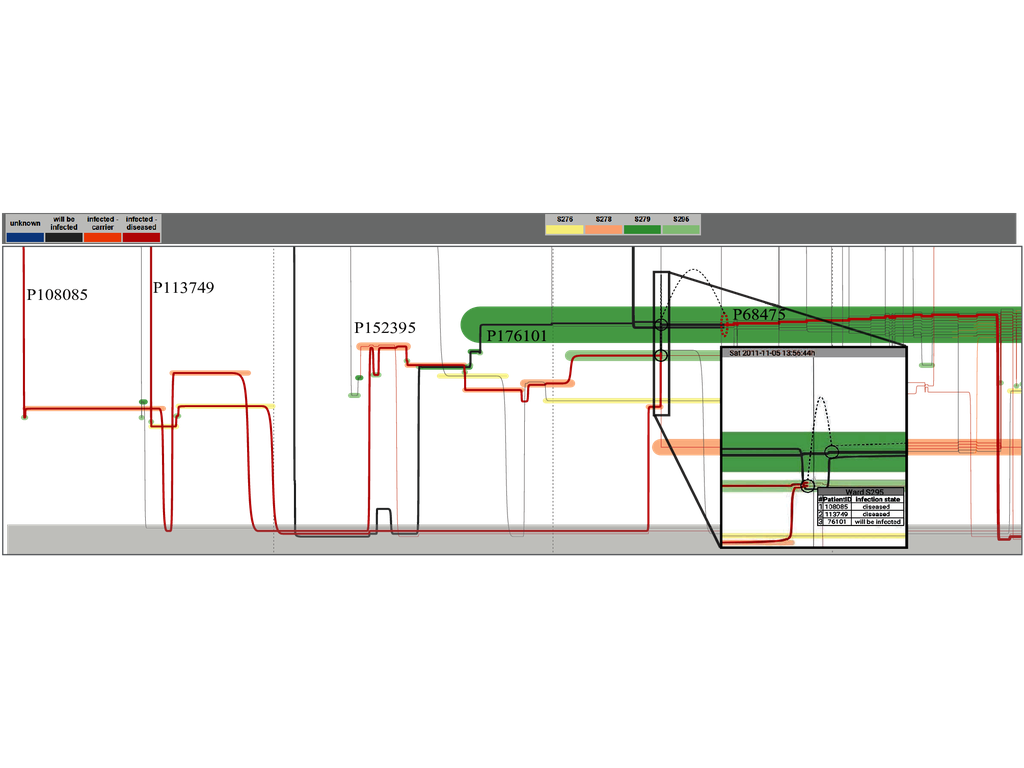 unknown
will be infected
infected - carrier
infected - diseased
S276
S278
S279
S296
P108085
P113749
P152395
P176101
P68475
Sat 2011-11-05 13:56:44h
Ward S295
# PatientID infection state
1 108085 diseased
2 113749 diseased
3 76101 will be infected